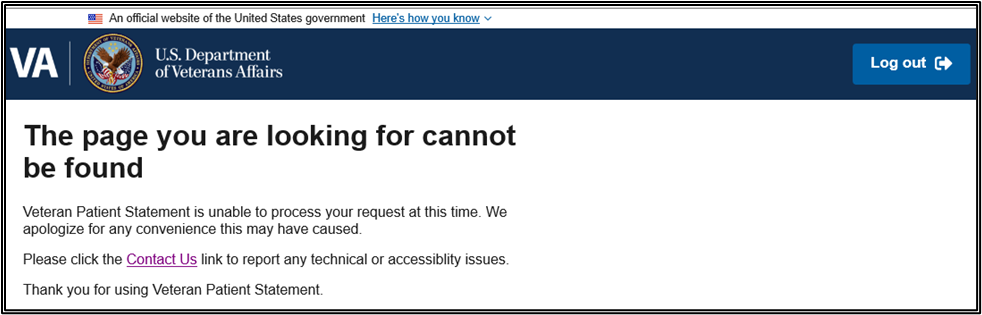 An official website of the United States government Here's how you know
VA
U.S. Department
of Veterans Affairs
Log out
The page you are looking for cannot
be found
Veteran Patient Statement is unable to process your request at this time. We
apologize for any convenience this may have caused.
Please click the Contact Us link to report any technical or accessiblity issues.
Thank you for using Veteran Patient Statement.